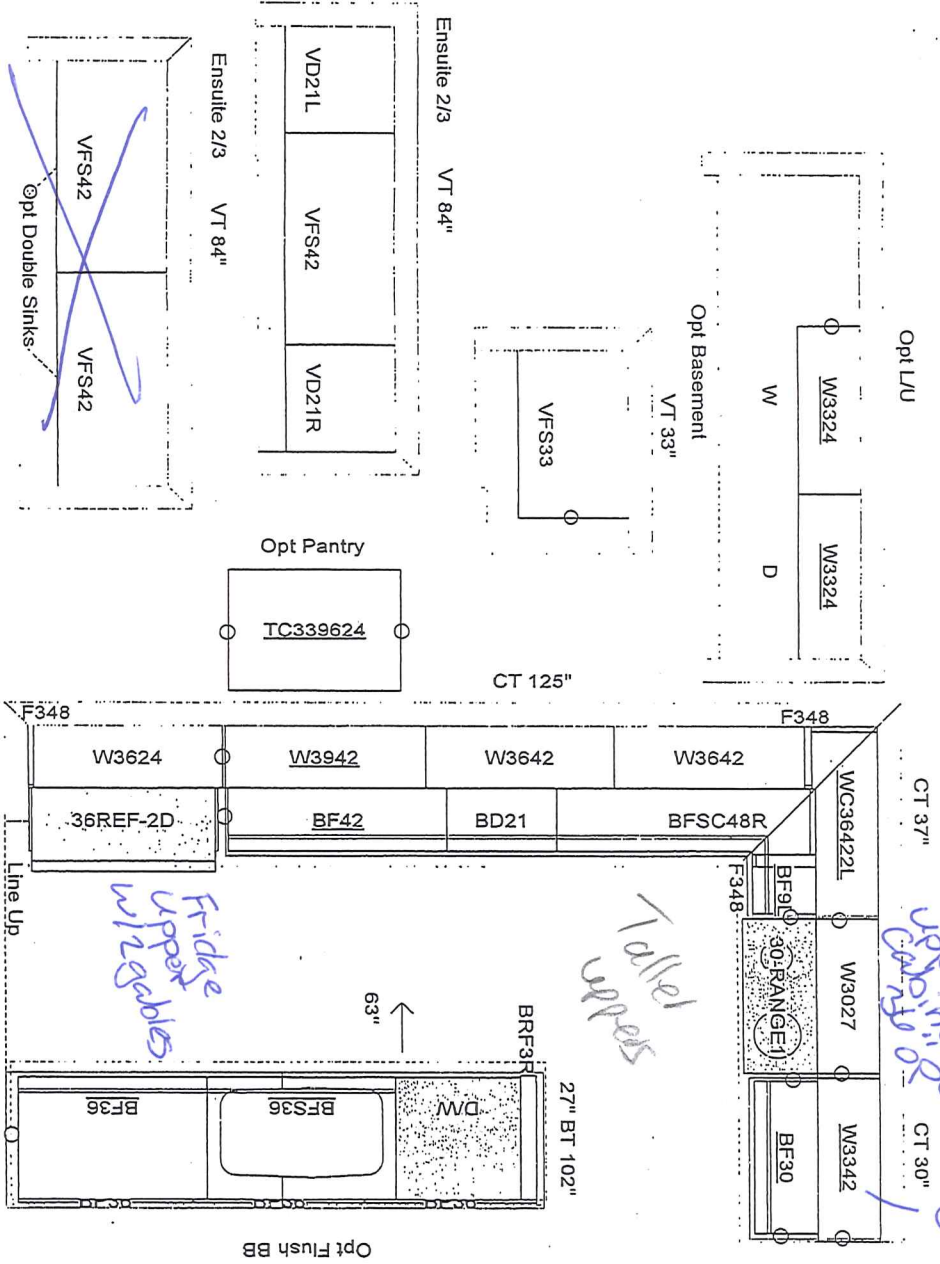 Opt L/U
W3324
W3324
W
D
Opt Basement
VT 33"
VFS33
Ensuite 2/3 VT 84"
VD21L
VFS42
VD21R
Ensuite 2/3 VT 84"
VFS42
VFS42
Opt Double Sinks
Opt Pantry
TC339624
CT 125"
F348
W3624
W3942
W3642
W3642
F348
36REF-2D
BF42
BD21
BFSC48R
WC36422L
CT 37"
F348
BF9L
30-RANGE1
W3027
CT 30"
BF30
W3342
Line Up
Fridge
upper
w/2gables
Taller
uppers
63"
BRF3R
27" BT 102"
BF36
BFS36
D/W
Opt Flush BB